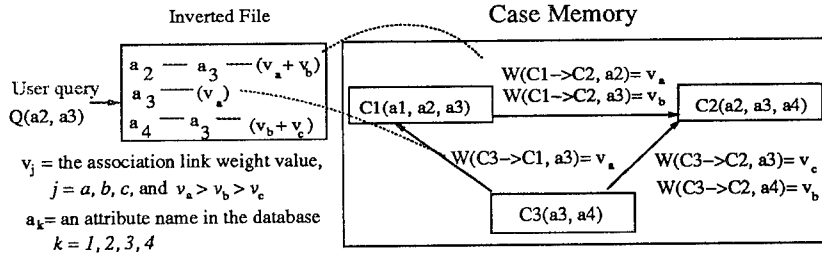 Inverted File
Case Memory
a2 — a3 — (va + vb)
a3 — (va)
a4 — a3 — (vb + vc)
User query
Q(a2, a3)
W(C1->C2, a2)= va
W(C1->C2, a3)= vb
C1(a1, a2, a3)
C2(a2, a3, a4)
W(C3->C1, a3)= va
W(C3->C2, a3)= vc
W(C3->C2, a4)= vb
C3(a3, a4)
vj = the association link weight value,
j = a, b, c, and va > vb > vc
ak= an attribute name in the database
k = 1, 2, 3, 4